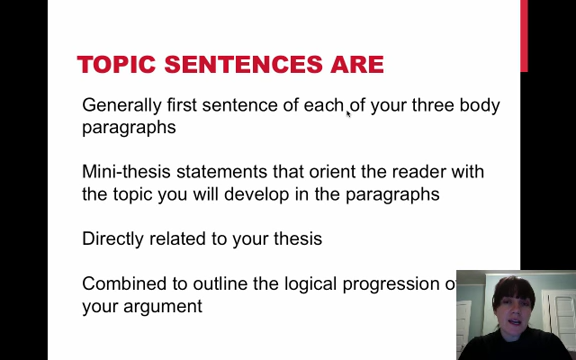 TOPIC SENTENCES ARE
Generally first sentence of each of your three body
paragraphs
Mini-thesis statements that orient the reader with
the topic you will develop in the paragraphs
Directly related to your thesis
Combined to outline the logical progression
your argument